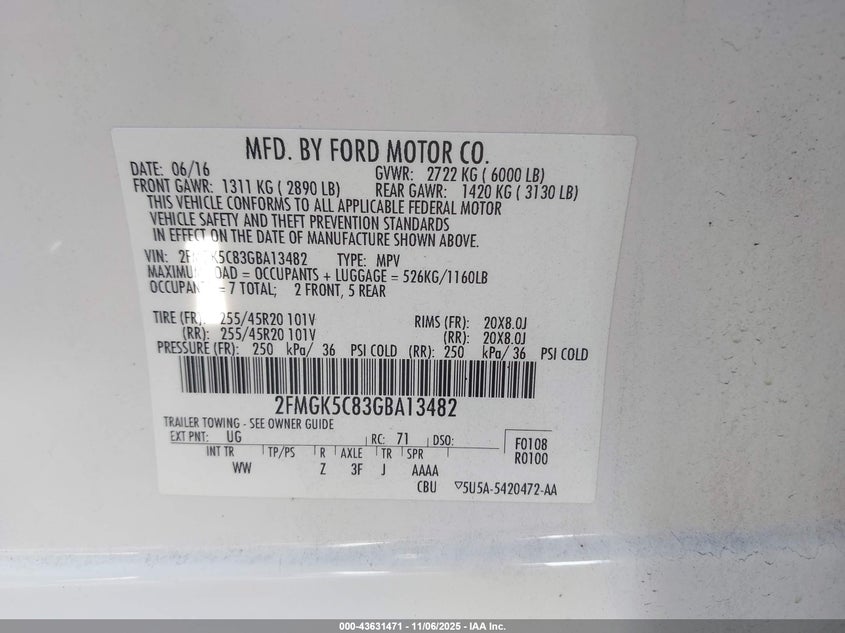 MFD. BY FORD MOTOR CO.
DATE: 06/16 GVWR: 2722 KG ( 6000 LB)
FRONT GAWR: 1311 KG ( 2890 LB) REAR GAWR: 1420 KG ( 3130 LB)
THIS VEHICLE CONFORMS TO ALL APPLICABLE FEDERAL MOTOR
VEHICLE SAFETY AND THEFT PREVENTION STANDARDS
IN EFFECT ON THE DATE OF MANUFACTURE SHOWN ABOVE.
VIN: 2FMGK5C83GBA13482 TYPE: MPV
MAXIMUM LOAD = OCCUPANTS + LUGGAGE = 526KG/1160LB
= 7 TOTAL; 2 FRONT, 5 REAR
TIRE (FR): 255/45R20 101V RIMS (FR): 20X8.0J
(RR): 255/45R20 101V (RR): 20X8.0J
PRESSURE (FR): 250 kPa/ 36 PSI COLD (RR): 250 kPa/ 36 PSI COLD
2FMGK5C83GBA13482
TRAILER TOWING - SEE OWNER GUIDE
EXT PNT: UG RC: 71 DSO: F0108
INT TR TP/PS R AXLE TR SPR R0100
WW Z 3F J AAAA
CBU ▽5U5A-5420472-AA
000-43631471 - 11/06/2025 - IAA Inc.